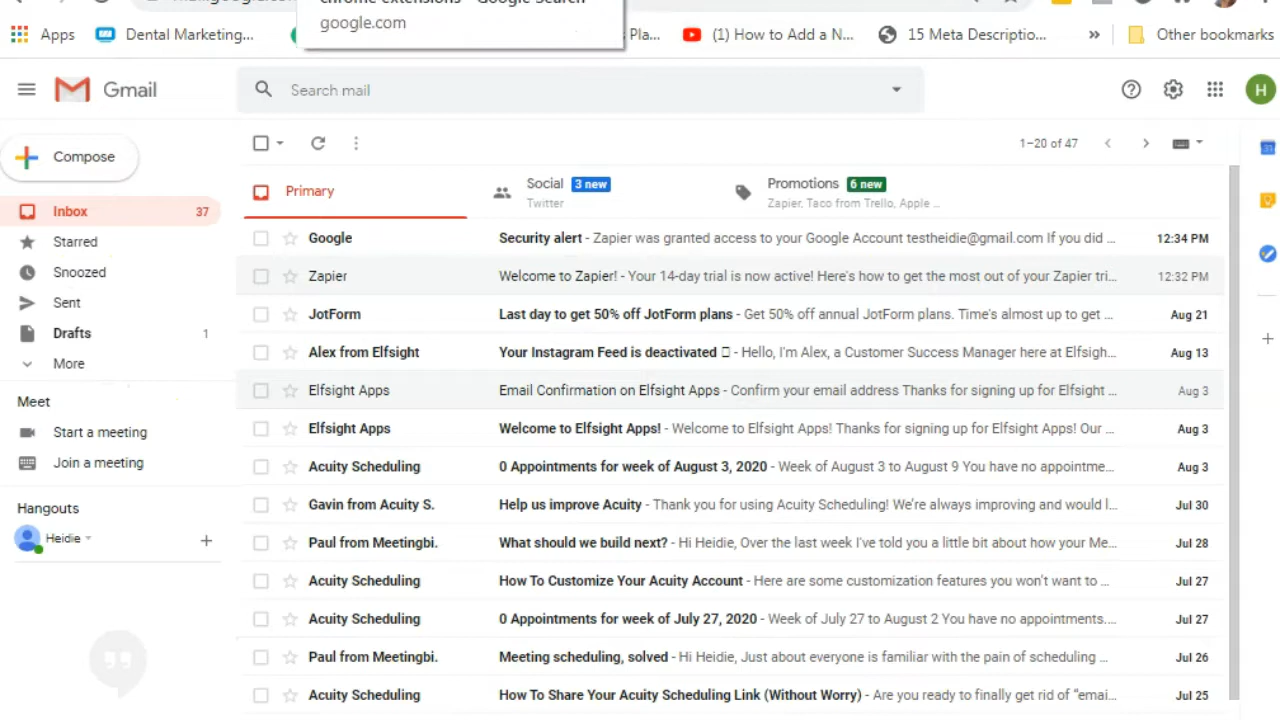 chrome extensions - Google Search
google.com
Apps Dental Marketing... Pla... (1) How to Add a N... 15 Meta Descriptio... » Other bookmarks
Gmail Search mail H
Compose 1–20 of 47
Primary Social 3 new Promotions 6 new
Twitter Zapier, Taco from Trello, Apple ...
Inbox 37
Starred
Snoozed
Sent
Drafts 1
More
Meet
Start a meeting
Join a meeting
Hangouts
Heidie
Google Security alert - Zapier was granted access to your Google Account testheidie@gmail.com If you did ... 12:34 PM
Zapier Welcome to Zapier! - Your 14-day trial is now active! Here's how to get the most out of your Zapier tri... 12:32 PM
JotForm Last day to get 50% off JotForm plans - Get 50% off annual JotForm plans. Time's almost up to get ... Aug 21
Alex from Elfsight Your Instagram Feed is deactivated - Hello, I'm Alex, a Customer Success Manager here at Elfsigh... Aug 13
Elfsight Apps Email Confirmation on Elfsight Apps - Confirm your email address Thanks for signing up for Elfsight ... Aug 3
Elfsight Apps Welcome to Elfsight Apps! - Welcome to Elfsight Apps! Thanks for signing up for Elfsight Apps! Our ... Aug 3
Acuity Scheduling 0 Appointments for week of August 3, 2020 - Week of August 3 to August 9 You have no appointme... Aug 3
Gavin from Acuity S. Help us improve Acuity - Thank you for using Acuity Scheduling! We're always improving and would l... Jul 30
Paul from Meetingbi. What should we build next? - Hi Heidie, Over the last week I've told you a little bit about how your Me... Jul 28
Acuity Scheduling How To Customize Your Acuity Account - Here are some customization features you won't want to ... Jul 27
Acuity Scheduling 0 Appointments for week of July 27, 2020 - Week of July 27 to August 2 You have no appointments.... Jul 27
Paul from Meetingbi. Meeting scheduling, solved - Hi Heidie, Just about everyone is familiar with the pain of scheduling ... Jul 26
Acuity Scheduling How To Share Your Acuity Scheduling Link (Without Worry) - Are you ready to finally get rid of "emai... Jul 25